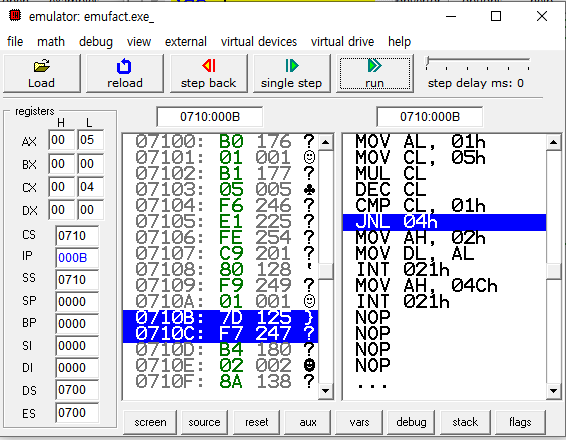 emulator: emufact.exe_
file math debug view external virtual devices virtual drive help
Load reload step back single step run step delay ms: 0
registers
H L
AX 00 05
BX 00 00
CX 00 04
DX 00 00
CS 0710
IP 000B
SS 0710
SP 0000
BP 0000
SI 0000
DI 0000
DS 0700
ES 0700
0710:000B
07100: B0 176 ?
07101: 01 001 ☺
07102: B1 177 ?
07103: 05 005 ♣
07104: F6 246 ?
07105: E1 225 ?
07106: FE 254 ?
07107: C9 201 ?
07108: 80 128 '
07109: F9 249 ?
0710A: 01 001 ☺
0710B: 7D 125 }
0710C: F7 247 ?
0710D: B4 180 ?
0710E: 02 002 ☻
0710F: 8A 138 ?
0710:000B
MOV AL, 01h
MOV CL, 05h
MUL CL
DEC CL
CMP CL, 01h
JNL 04h
MOV AH, 02h
MOV DL, AL
INT 021h
MOV AH, 04Ch
INT 021h
NOP
NOP
NOP
NOP
...
screen source reset aux vars debug stack flags